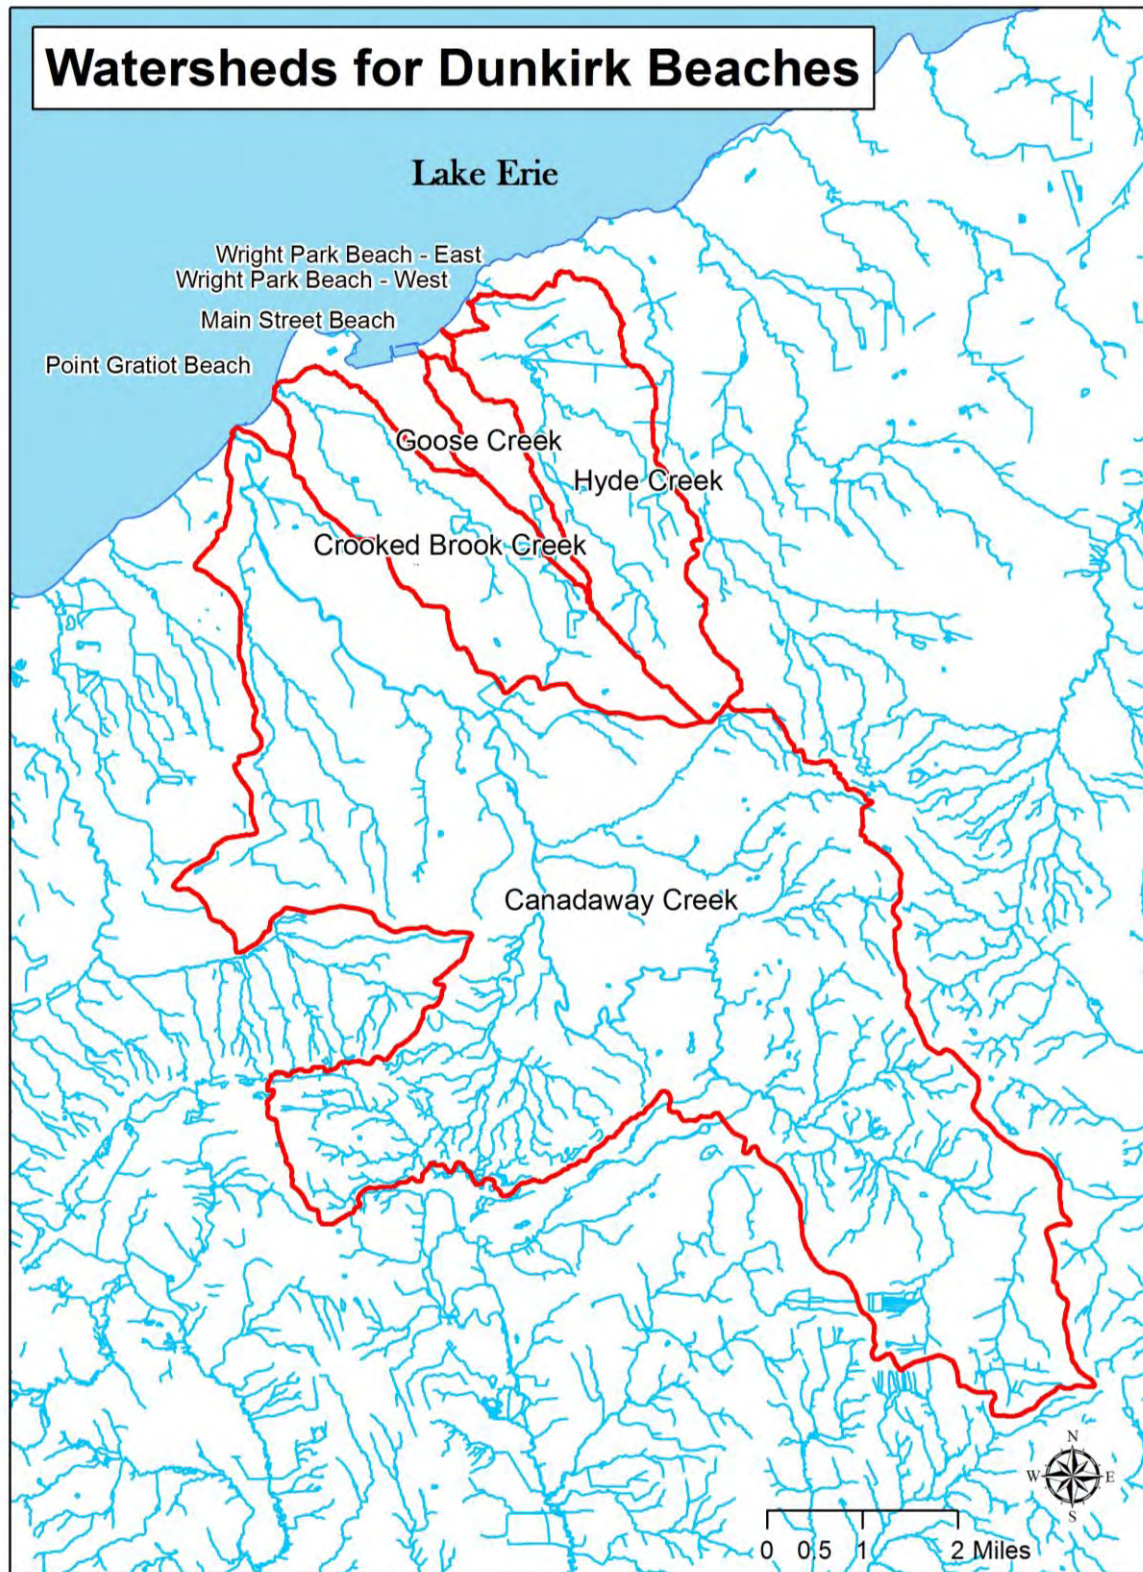 Watersheds for Dunkirk Beaches
Lake Erie
Wright Park Beach - East
Wright Park Beach - West
Main Street Beach
Point Gratiot Beach
Goose Creek
Hyde Creek
Crooked Brook Creek
Canadaway Creek
N
W E
S
0 0.5 1 2 Miles